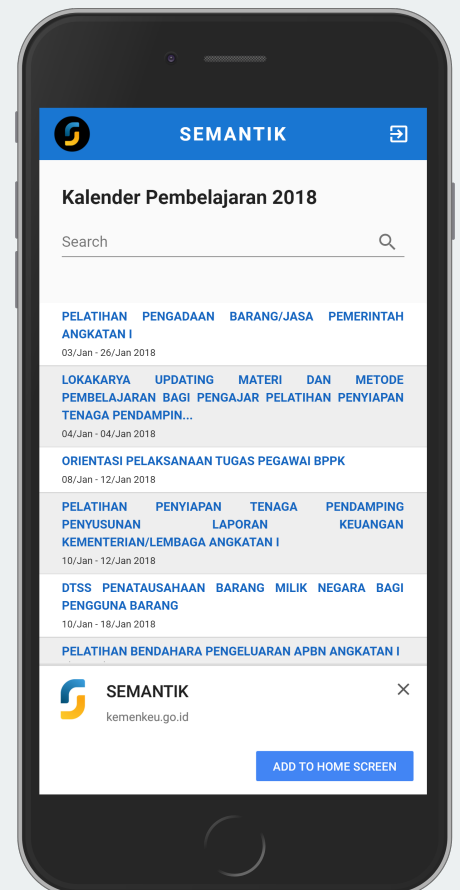 SEMANTIK
Kalender Pembelajaran 2018
Search
PELATIHAN PENGADAAN BARANG/JASA PEMERINTAH
ANGKATAN I
03/Jan - 26/Jan 2018
LOKAKARYA UPDATING MATERI DAN METODE
PEMBELAJARAN BAGI PENGAJAR PELATIHAN PENYIAPAN
TENAGA PENDAMPIN...
04/Jan - 04/Jan 2018
ORIENTASI PELAKSANAAN TUGAS PEGAWAI BPPK
08/Jan - 12/Jan 2018
PELATIHAN PENYIAPAN TENAGA PENDAMPING
PENYUSUNAN LAPORAN KEUANGAN
KEMENTERIAN/LEMBAGA ANGKATAN I
10/Jan - 12/Jan 2018
DTSS PENATAUSAHAAN BARANG MILIK NEGARA BAGI
PENGGUNA BARANG
10/Jan - 18/Jan 2018
PELATIHAN BENDAHARA PENGELUARAN APBN ANGKATAN I
SEMANTIK
kemenkeu.go.id
ADD TO HOME SCREEN